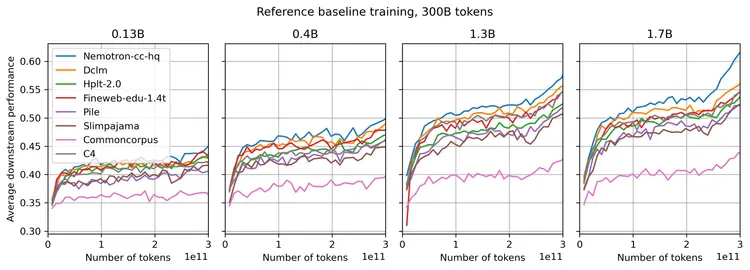 Reference baseline training, 300B tokens
0.13B
0.4B
1.3B
1.7B
Average downstream performance
0.60
0.55
0.50
0.45
0.40
0.35
0.30
Nemotron-cc-hq
Dclm
Hplt-2.0
Fineweb-edu-1.4t
Pile
Slimpajama
Commoncorpus
C4
0 1 2 3
0 1 2 3
0 1 2 3
0 1 2 3
Number of tokens 1e11
Number of tokens 1e11
Number of tokens 1e11
Number of tokens 1e11